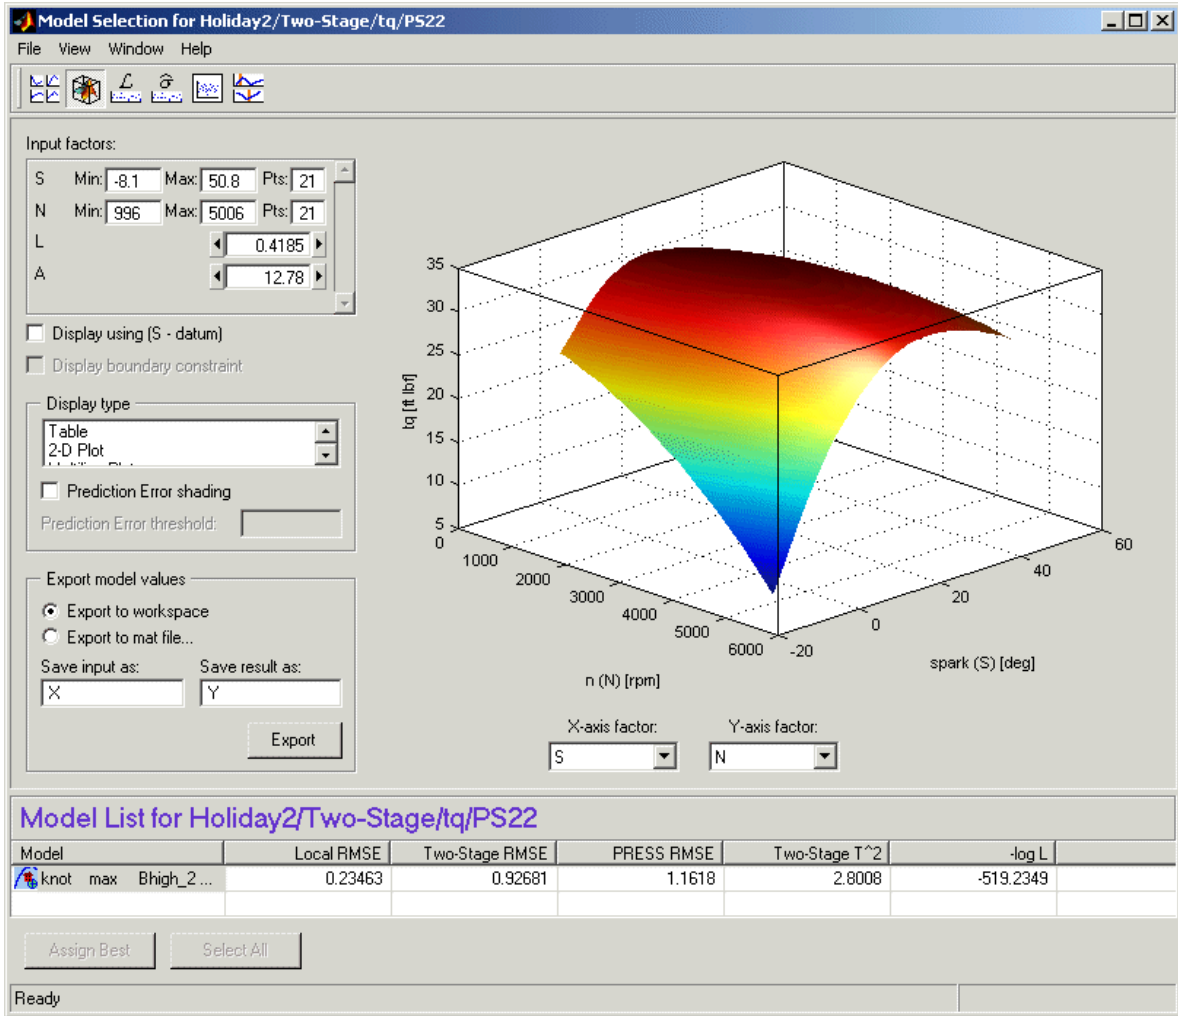 Model Selection for Holiday2/Two-Stage/tq/PS22
File View Window Help
Input factors:
S Min: -8.1 Max: 50.8 Pts: 21
N Min: 996 Max: 5006 Pts: 21
L 0.4185
A 12.78
Display using (S - datum)
Display boundary constraint
Display type
Table
2-D Plot
Prediction Error shading
Prediction Error threshold:
Export model values
Export to workspace
Export to mat file...
Save input as: Save result as:
X Y
Export
35
30
25
20
15
10
5
tq [ft lbf]
0
1000
2000
3000
4000
5000
6000
n (N) [rpm]
-20
0
20
40
60
spark (S) [deg]
X-axis factor: Y-axis factor:
S N
Model List for Holiday2/Two-Stage/tq/PS22
Model Local RMSE Two-Stage RMSE PRESS RMSE Two-Stage T^2 -log L
knot max Bhigh_2 ... 0.23463 0.92681 1.1618 2.8008 -519.2349
Assign Best Select All
Ready